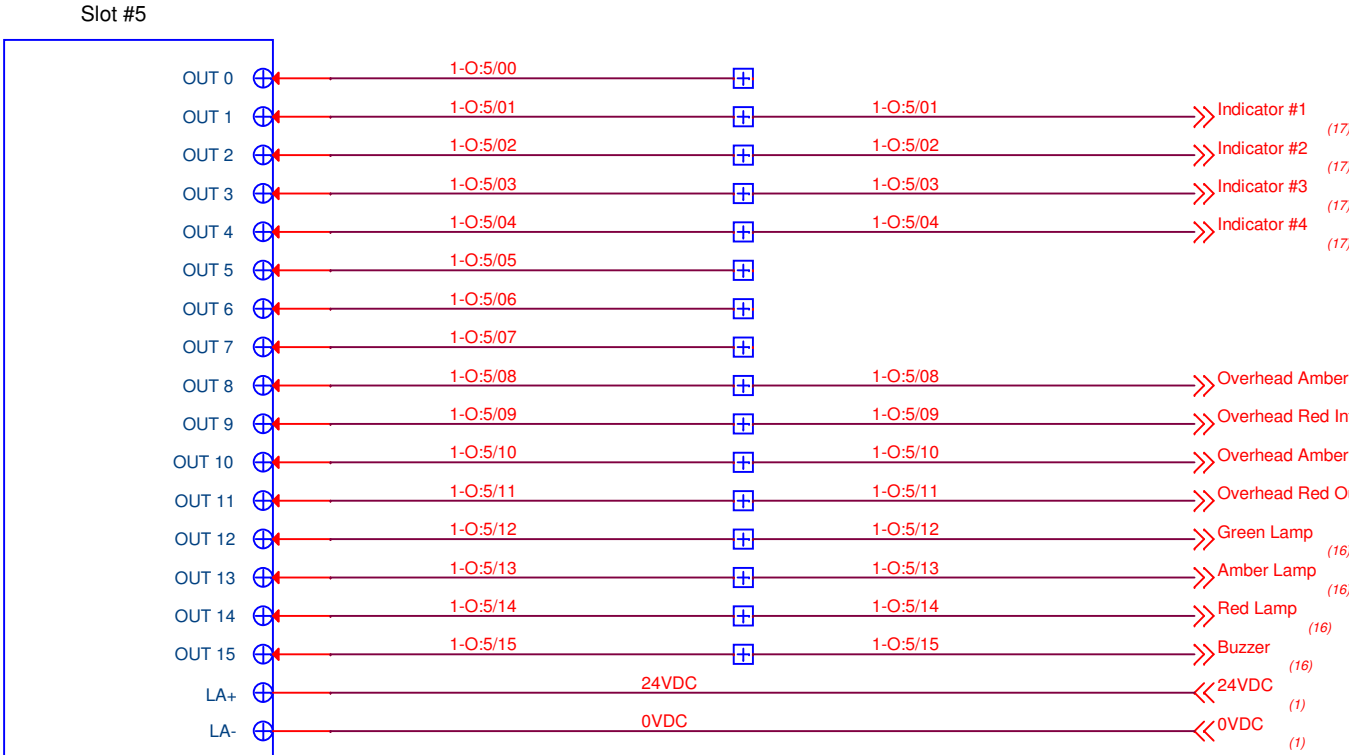 Slot #5
OUT 0 1-O:5/00
OUT 1 1-O:5/01 1-O:5/01 Indicator #1
(17)
OUT 2 1-O:5/02 1-O:5/02 Indicator #2
(17)
OUT 3 1-O:5/03 1-O:5/03 Indicator #3
(17)
OUT 4 1-O:5/04 1-O:5/04 Indicator #4
(17)
OUT 5 1-O:5/05
OUT 6 1-O:5/06
OUT 7 1-O:5/07
OUT 8 1-O:5/08 1-O:5/08 Overhead Amber
OUT 9 1-O:5/09 1-O:5/09 Overhead Red
OUT 10 1-O:5/10 1-O:5/10 Overhead Amber
OUT 11 1-O:5/11 1-O:5/11 Overhead Red
OUT 12 1-O:5/12 1-O:5/12 Green Lamp
(16)
OUT 13 1-O:5/13 1-O:5/13 Amber Lamp
(16)
OUT 14 1-O:5/14 1-O:5/14 Red Lamp
(16)
OUT 15 1-O:5/15 1-O:5/15 Buzzer
(16)
LA+ 24VDC 24VDC
(1)
LA- 0VDC 0VDC
(1)